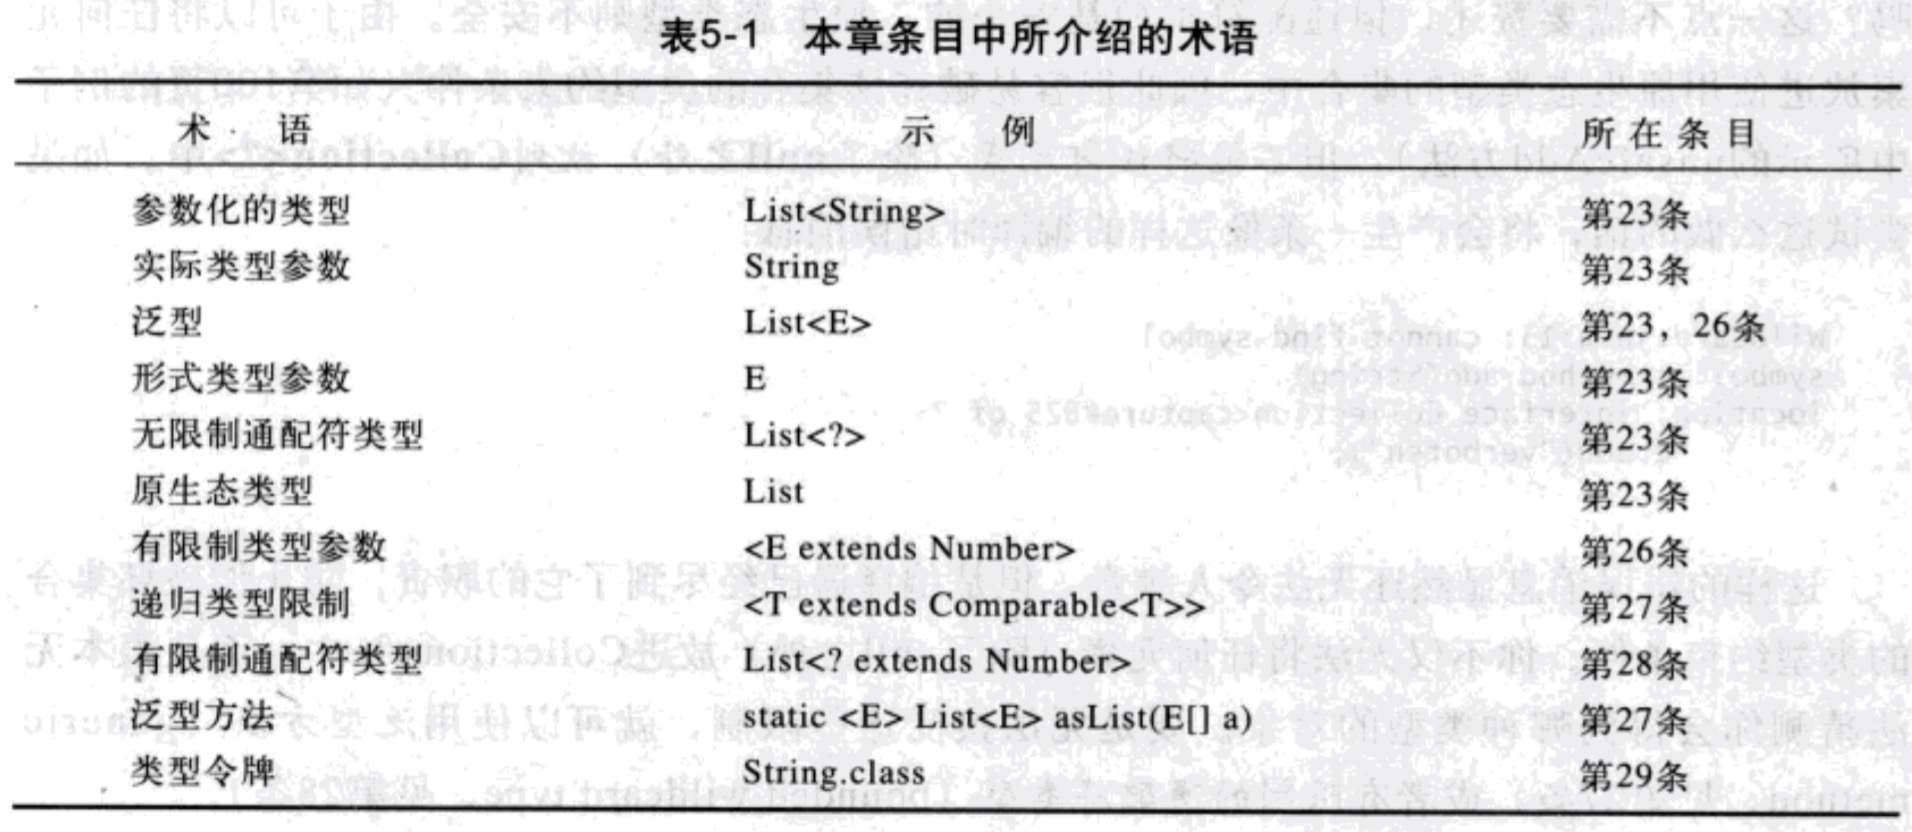 表5-1 本章条目中所介绍的术语
术 语 示 例 所在条目
参数化的类型 List<String> 第23条
实际类型参数 String 第23条
泛型 List<E> 第23，26条
形式类型参数 E 第23条
无限制通配符类型 List<?> 第23条
原生态类型 List 第23条
有限制类型参数 <E extends Number> 第26条
递归类型限制 <T extends Comparable<T>> 第27条
有限制通配符类型 List<? extends Number> 第28条
泛型方法 static <E> List<E> asList(E[] a) 第27条
类型令牌 String.class 第29条